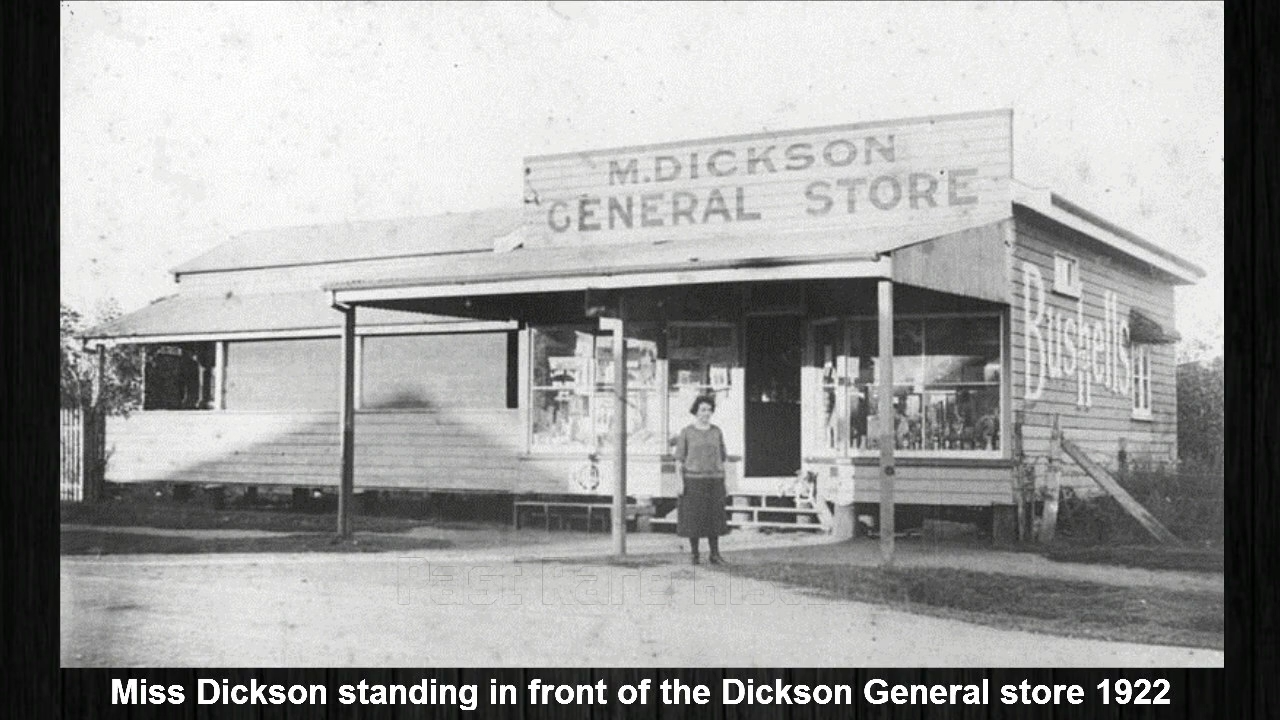 M.DICKSON
GENERAL STORE
Bushells
Miss Dickson standing in front of the Dickson General store 1922